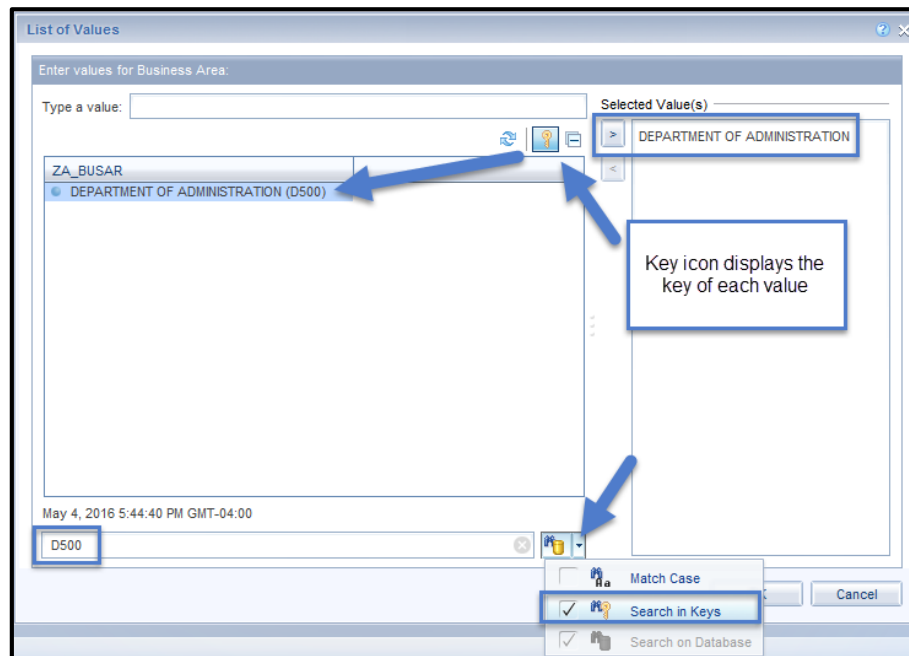 List of Values
Enter values for Business Area:
Type a value:
Selected Value(s)
>
DEPARTMENT OF ADMINISTRATION
<
ZA_BUSAR
DEPARTMENT OF ADMINISTRATION (D500)
Key icon displays the
key of each value
May 4, 2016 5:44:40 PM GMT-04:00
D500
Aa
Match Case
Search in Keys
Search on Database
Cancel